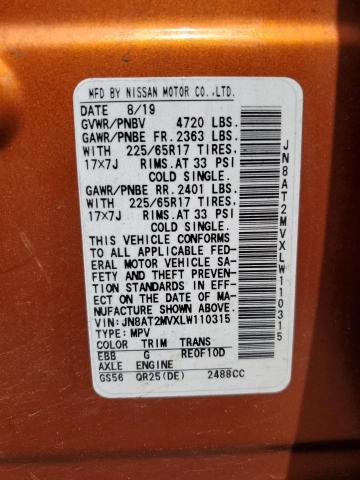 MFD BY NISSAN MOTOR CO.,LTD.
DATE 8/19
GVWR/PNBV 4720 LBS.
GAWR/PNBE FR. 2363 LBS.
WITH 225/65R17 TIRES,
17×7J RIMS.AT 33 PSI
COLD SINGLE.
GAWR/PNBE RR. 2401 LBS.
WITH 225/65R17 TIRES,
17×7J RIMS.AT 33 PSI
COLD SINGLE.
THIS VEHICLE CONFORMS
TO ALL APPLICABLE FED-
ERAL MOTOR VEHICLE SA-
FETY AND THEFT PREVEN-
TION STANDARDS IN EFF-
ECT ON THE DATE OF MA-
NUFACTURE SHOWN ABOVE.
VIN: JN8AT2MVXLW110315
TYPE: MPV
COLOR TRIM TRANS
EBB G RE0F10D
AXLE ENGINE
GS56 QR25(DE) 2488CC
JN8AT2MVXLW110315